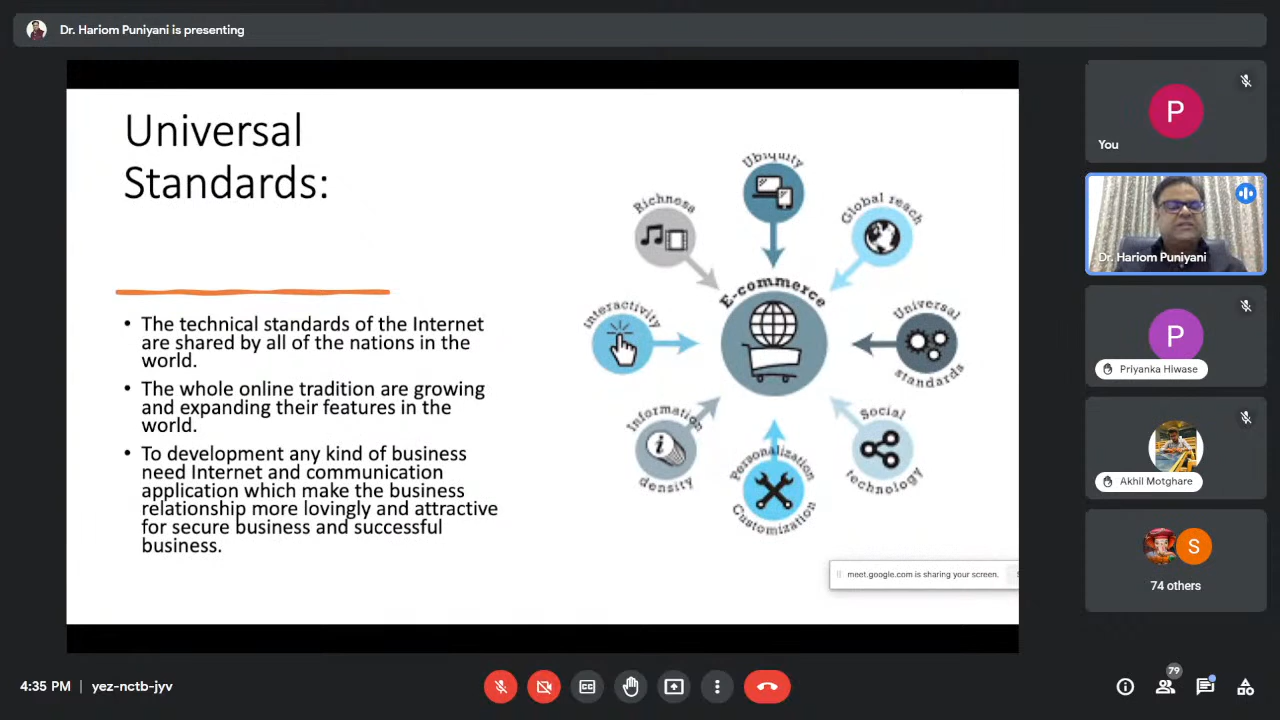 Dr. Hariom Puniyani is presenting
Universal
Standards:
• The technical standards of the Internet
are shared by all of the nations in the
world.
• The whole online tradition are growing
and expanding their features in the
world.
• To development any kind of business
need Internet and communication
application which make the business
relationship more lovingly and attractive
for secure business and successful
business.
Ubiquity
Richness
Global reach
E-commerce
Interactivity
Universal
standards
Information
density
Personalization
Customization
Social
technology
meet.google.com is sharing your screen.
P
You
Dr. Hariom Puniyani
P
Priyanka Hiwase
Akhil Motghare
S
74 others
4:35 PM | yez-nctb-jyv
CC
79